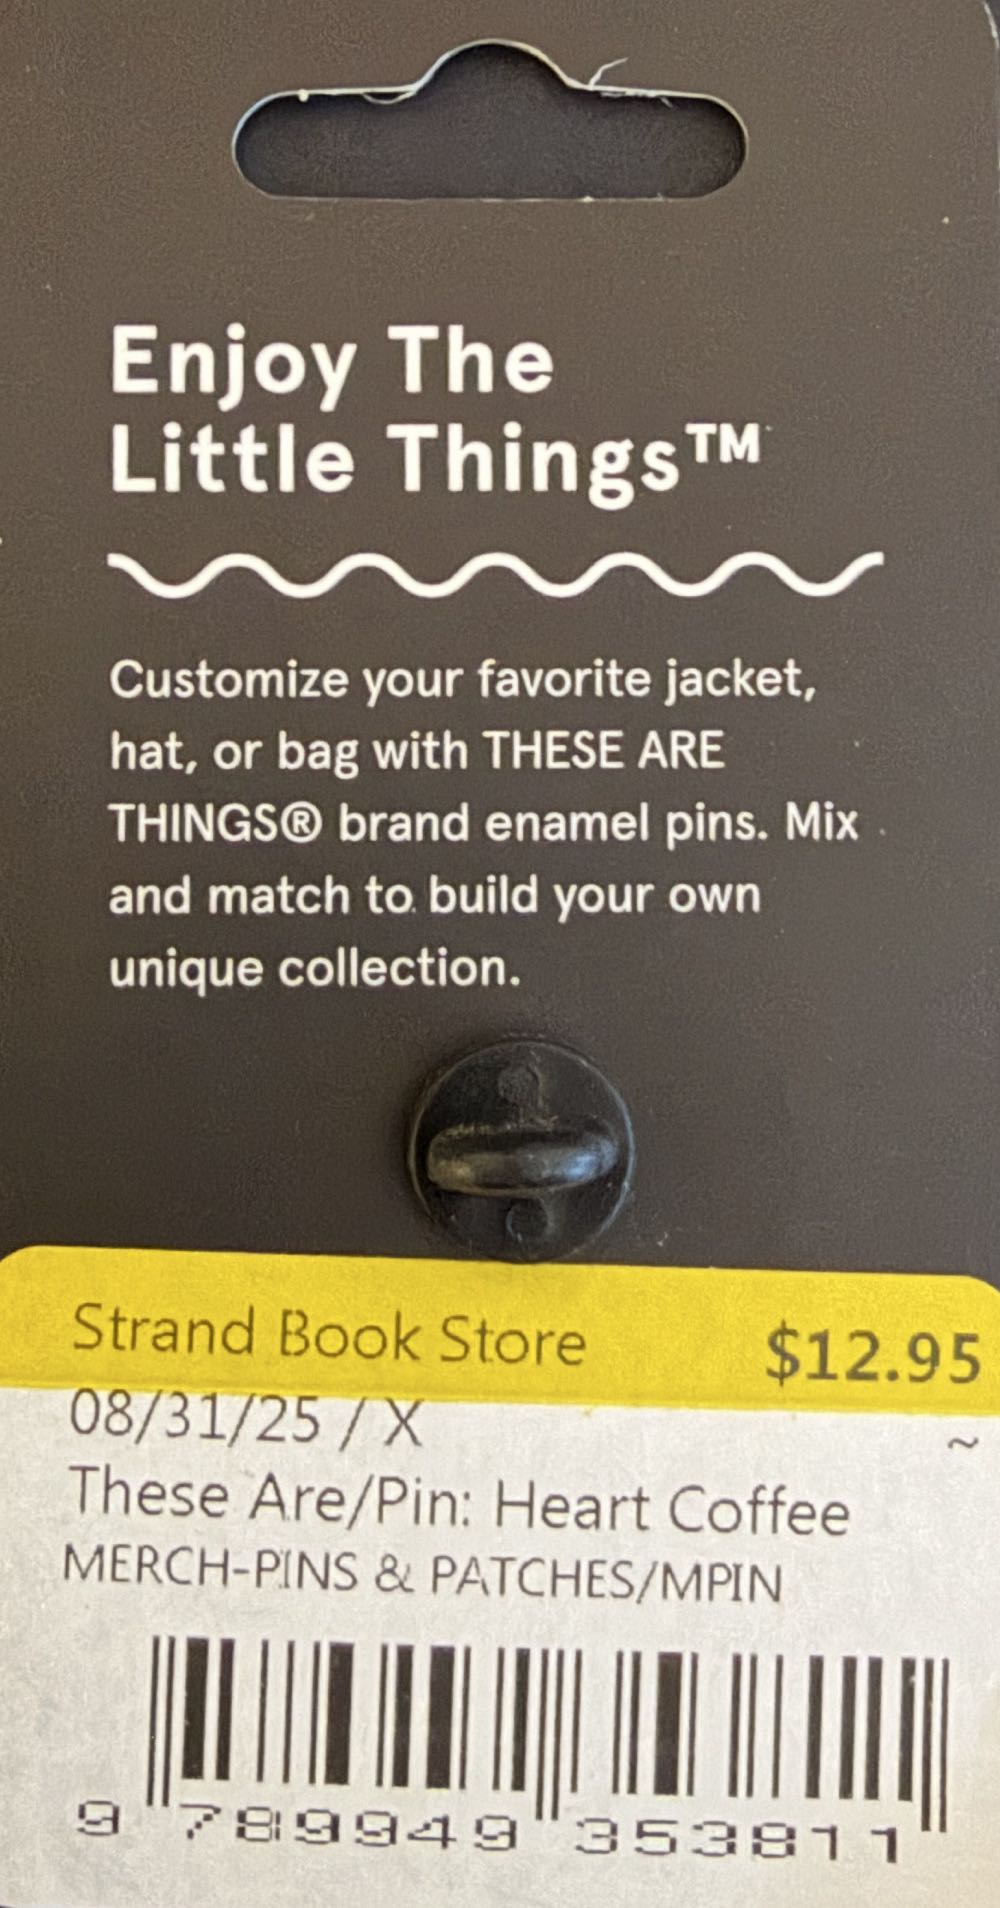 Enjoy The
Little Things™
Customize your favorite jacket,
hat, or bag with THESE ARE
THINGS® brand enamel pins. Mix
and match to build your own
unique collection.
Strand Book Store $12.95
08/31/25 / X ~
These Are/Pin: Heart Coffee
MERCH-PINS & PATCHES/MPIN
9 789949 353811